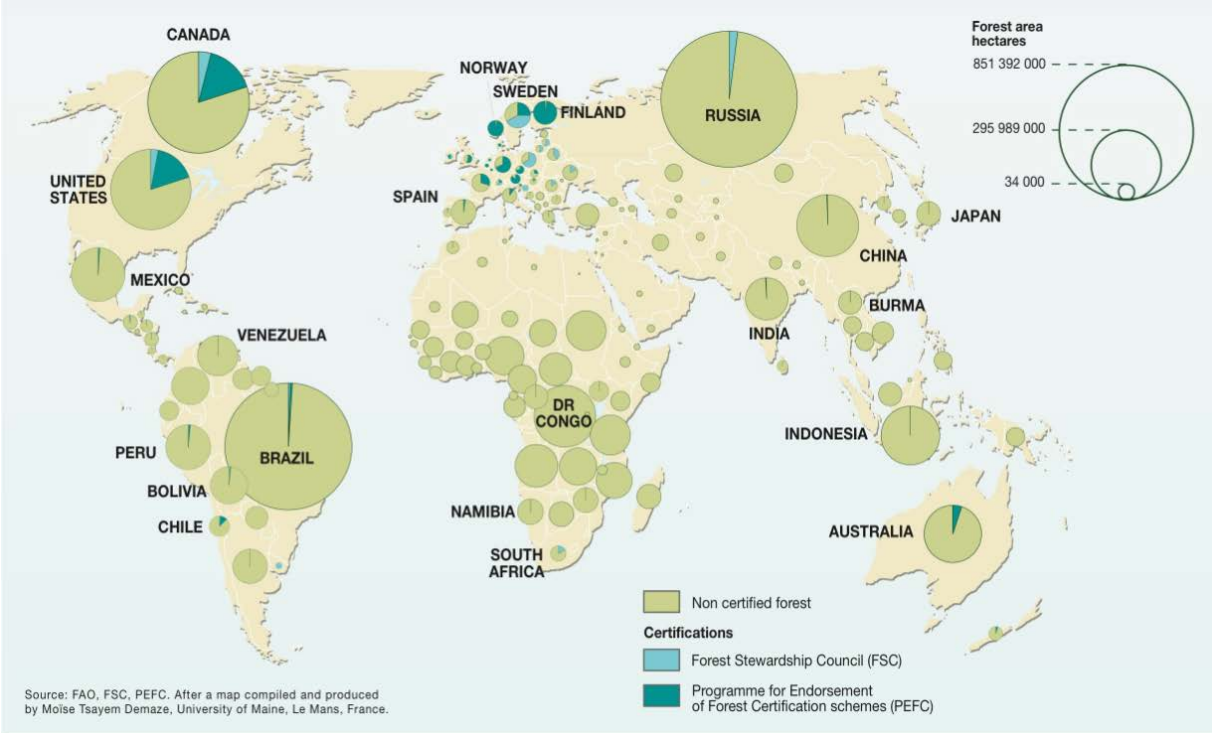 CANADA
NORWAY
SWEDEN
FINLAND
RUSSIA
Forest area
hectares
851 392 000
295 989 000
34 000
UNITED
STATES
SPAIN
JAPAN
CHINA
MEXICO
BURMA
INDIA
VENEZUELA
DR
CONGO
INDONESIA
PERU
BRAZIL
BOLIVIA
CHILE
NAMIBIA
SOUTH
AFRICA
AUSTRALIA
Non certified forest
Certifications
Forest Stewardship Council (FSC)
Programme for Endorsement
of Forest Certification schemes (PEFC)
Source: FAO, FSC, PEFC. After a map compiled and produced
by Moïse Tsayem Demaze, University of Maine, Le Mans, France.